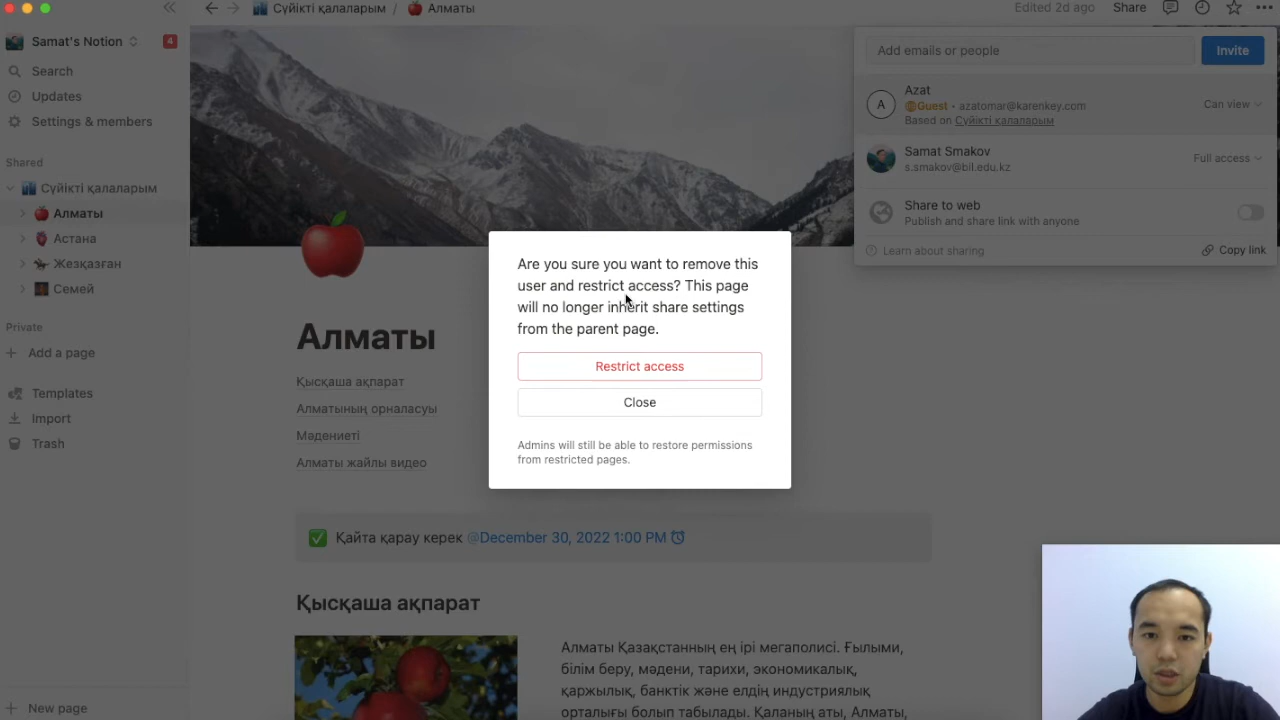 Сүйікті қалаларым / Алматы
Edited 2d ago Share
Samat's Notion 4
Search
Updates
Settings & members
Shared
Сүйікті қалаларым
Алматы
Астана
Жезқазған
Семей
Private
Add a page
Templates
Import
Trash
New page
Add emails or people Invite
A Azat
Guest • azatomar@karenkey.com Can view
Based on Сүйікті қалаларым
Samat Smakov
s.smakov@bil.edu.kz Full access
Share to web
Publish and share link with anyone
Learn about sharing Copy link
Are you sure you want to remove this
user and restrict access? This page
will no longer inherit share settings
from the parent page.
Restrict access
Close
Admins will still be able to restore permissions
from restricted pages.
Алматы
Қысқаша ақпарат
Алматының орналасуы
Мәдениеті
Алматы жайлы видео
Қайта қарау керек @December 30, 2022 1:00 PM
Қысқаша ақпарат
Алматы Қазақстанның ең ірі мегаполисі. Ғылыми,
білім беру, мәдени, тарихи, экономикалық,
қаржылық, банктік және елдің индустриялық
орталығы болып табылады. Қаланың аты, Алматы,